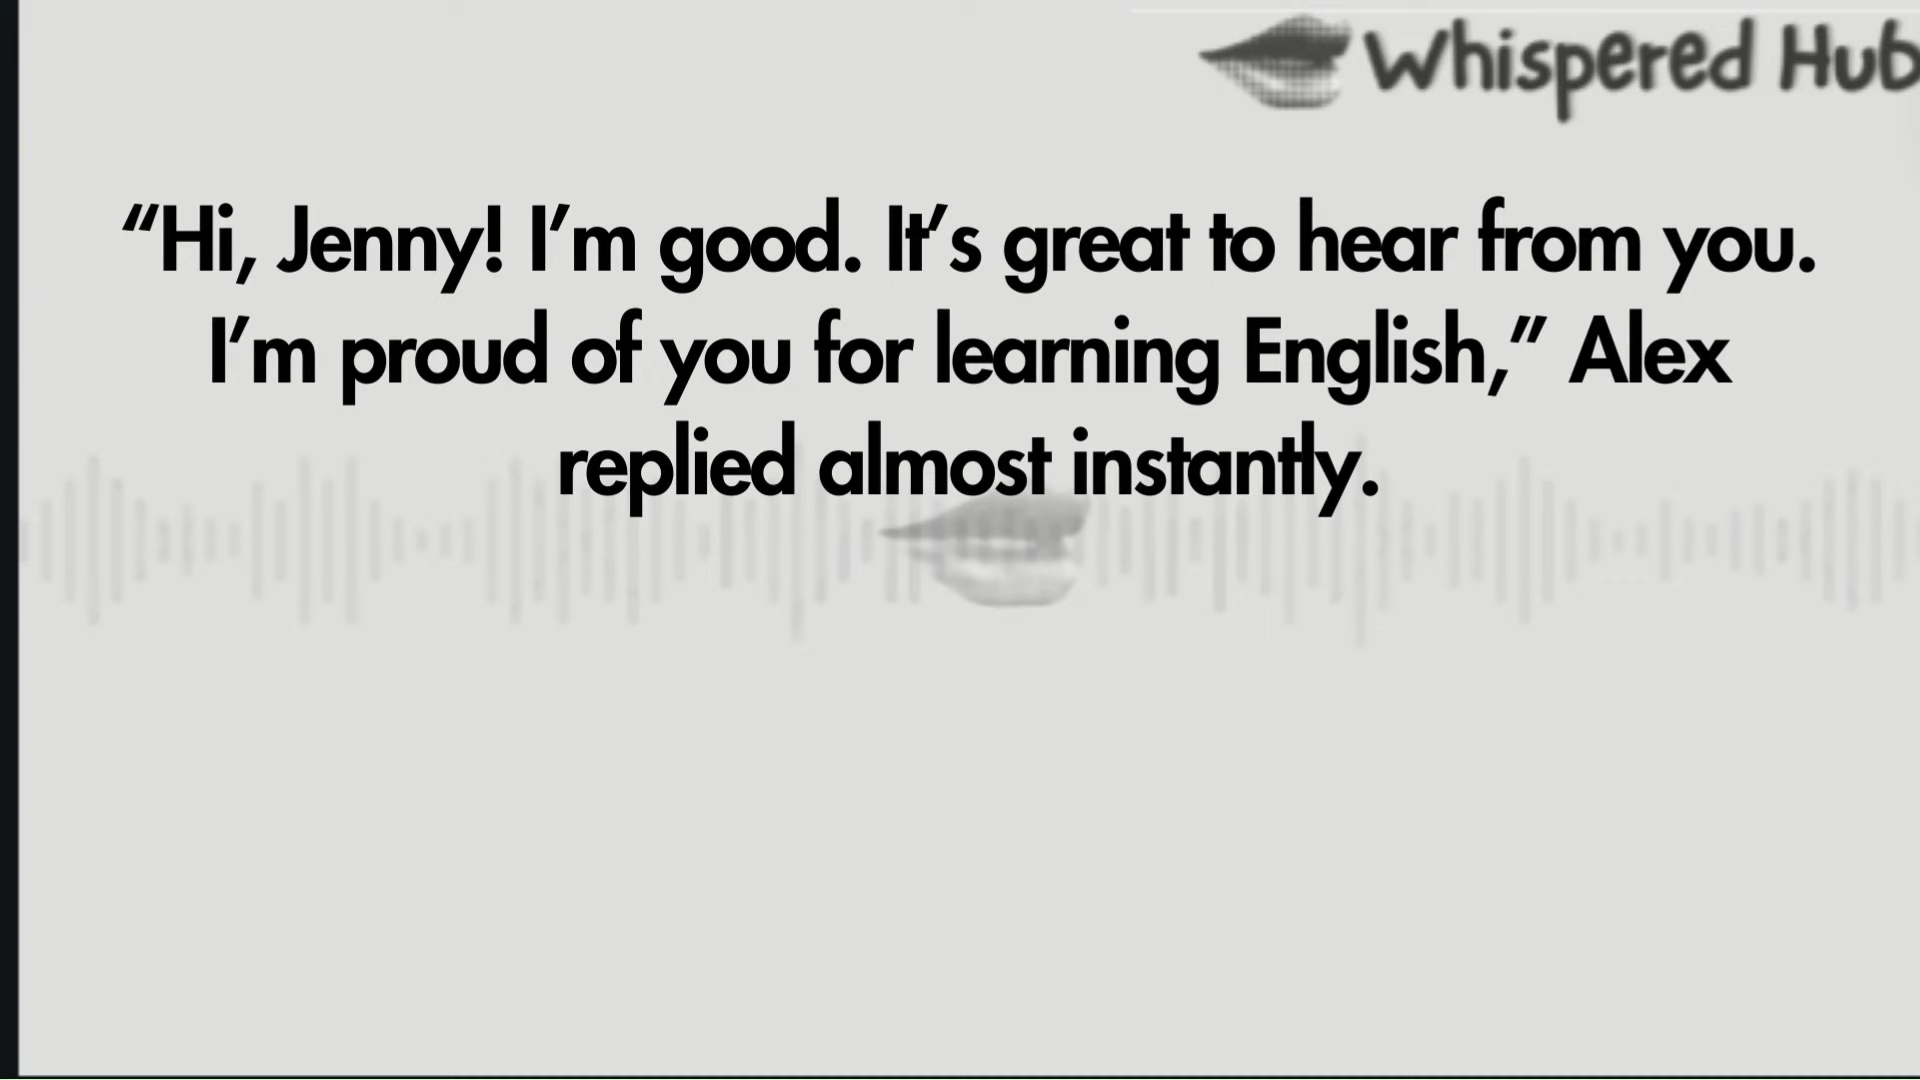 Whispered Hub
“Hi, Jenny! I’m good. It’s great to hear from you.
I’m proud of you for learning English,” Alex
replied almost instantly.